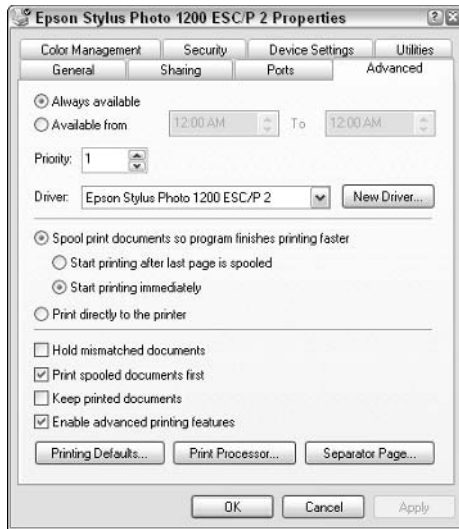 Epson Stylus Photo 1200 ESC/P 2 Properties
Color Management Security Device Settings Utilities
General Sharing Ports Advanced
Always available
Available from 12:00 AM To 12:00 AM
Priority: 1
Driver: Epson Stylus Photo 1200 ESC/P 2 New Driver...
Spool print documents so program finishes printing faster
Start printing after last page is spooled
Start printing immediately
Print directly to the printer
Hold mismatched documents
Print spooled documents first
Keep printed documents
Enable advanced printing features
Printing Defaults... Print Processor... Separator Page...
OK Cancel Apply